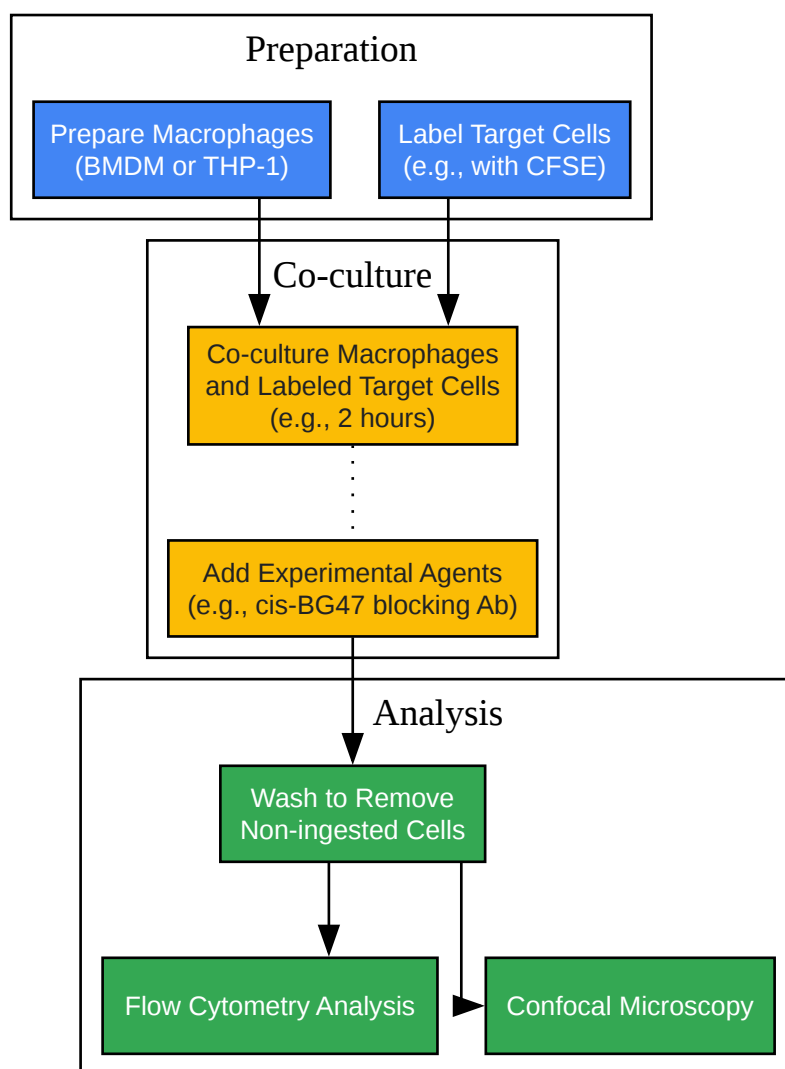 Preparation
Prepare Macrophages
(BMDM or THP-1)
Label Target Cells
(e.g., with CFSE)
Co-culture
Co-culture Macrophages
and Labeled Target Cells
(e.g., 2 hours)
Add Experimental Agents
(e.g., cis-BG47 blocking Ab)
Analysis
Wash to Remove
Non-ingested Cells
Flow Cytometry Analysis
Confocal Microscopy